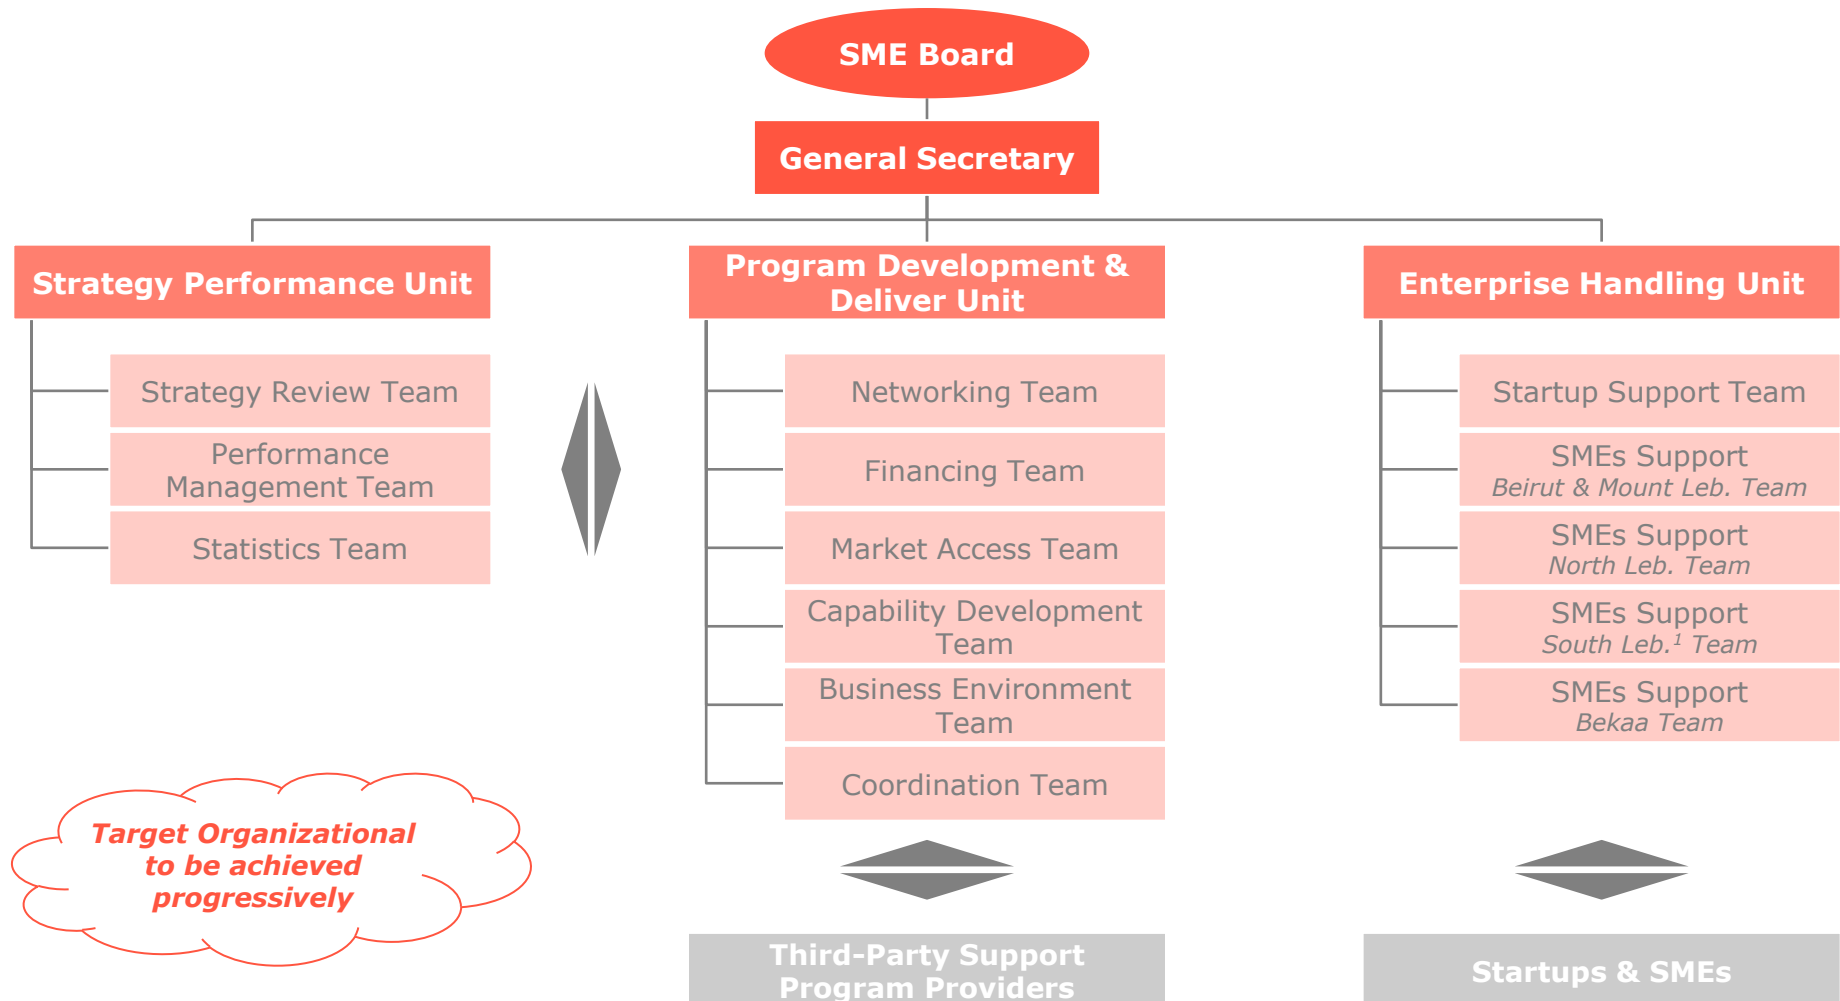 SME Board
General Secretary
Strategy Performance Unit
Strategy Review Team
Performance
Management Team
Statistics Team
Program Development &
Deliver Unit
Networking Team
Financing Team
Market Access Team
Capability Development
Team
Business Environment
Team
Coordination Team
Enterprise Handling Unit
Startup Support Team
SMEs Support
Beirut & Mount Leb. Team
SMEs Support
North Leb. Team
SMEs Support
South Leb.¹ Team
SMEs Support
Bekaa Team
Target Organizational
to be achieved
progressively
Third-Party Support
Program Providers
Startups & SMEs